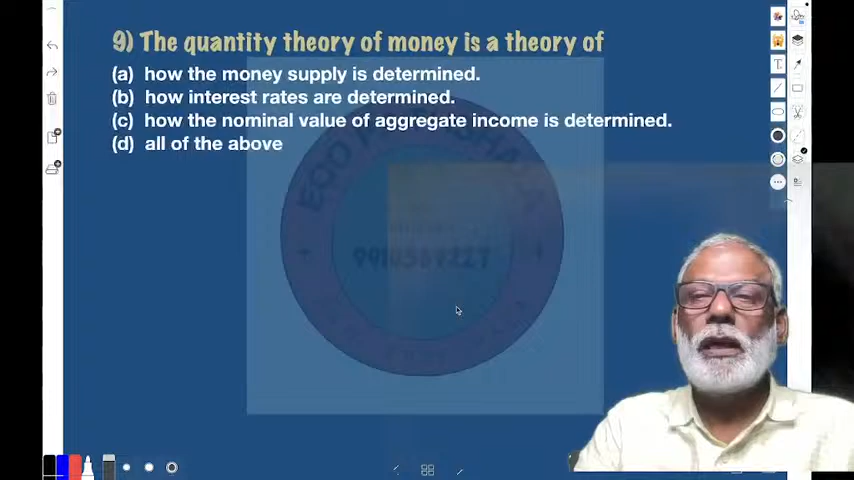 9) The quantity theory of money is a theory of
(a) how the money supply is determined.
(b) how interest rates are determined.
(c) how the nominal value of aggregate income is determined.
(d) all of the above